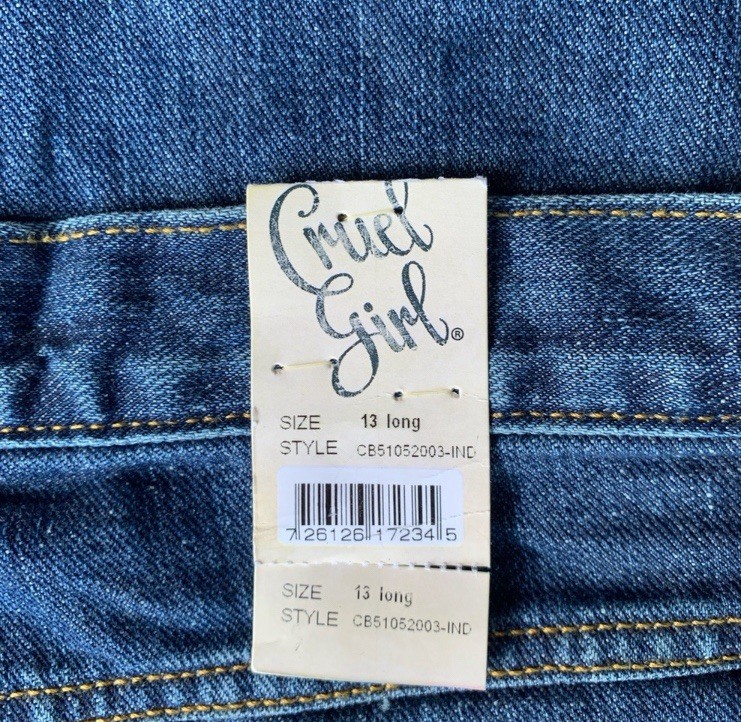 Cruel
Girl®
SIZE 13 long
STYLE CB51052003-IND
7 26126 17234 5
SIZE 13 long
STYLE CB51052003-IND